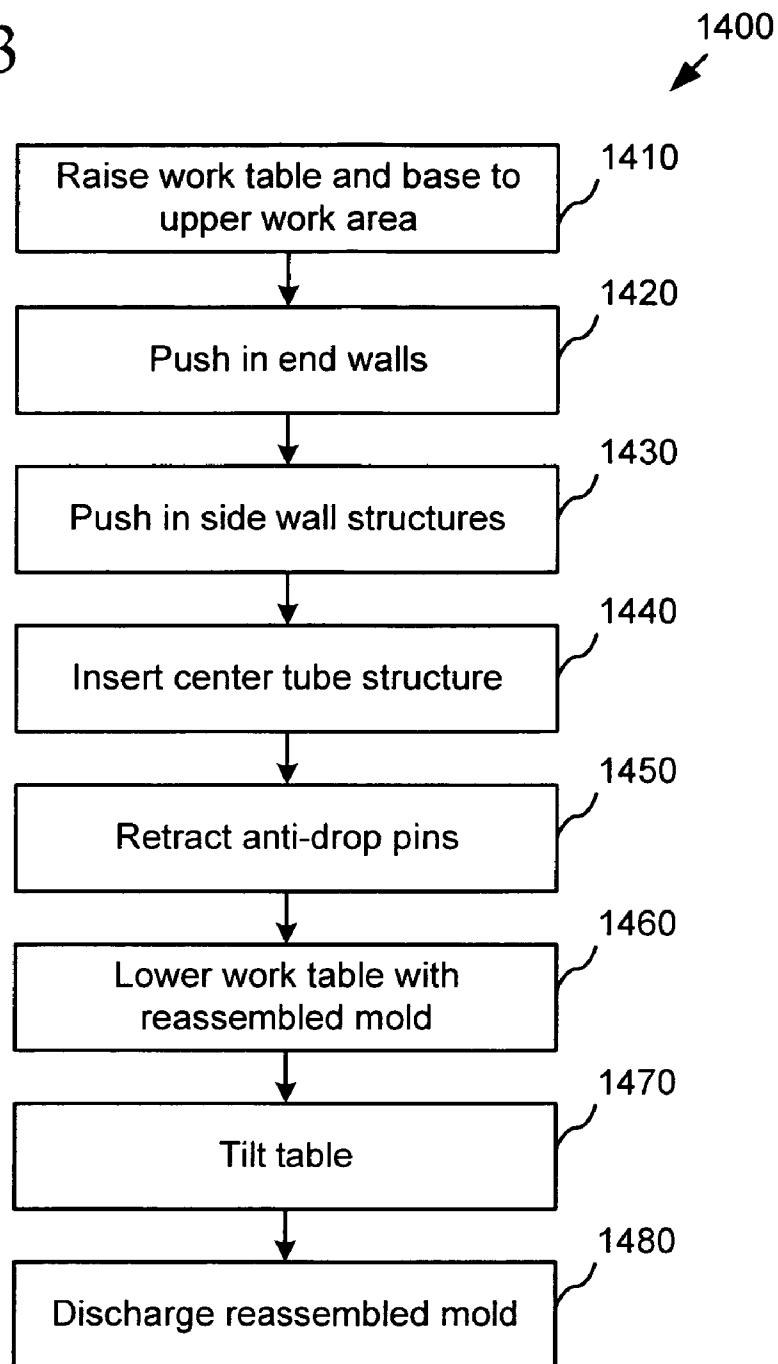 3
1400
Raise work table and base to
upper work area
1410
Push in end walls
1420
Push in side wall structures
1430
Insert center tube structure
1440
Retract anti-drop pins
1450
Lower work table with
reassembled mold
1460
Tilt table
1470
Discharge reassembled mold
1480